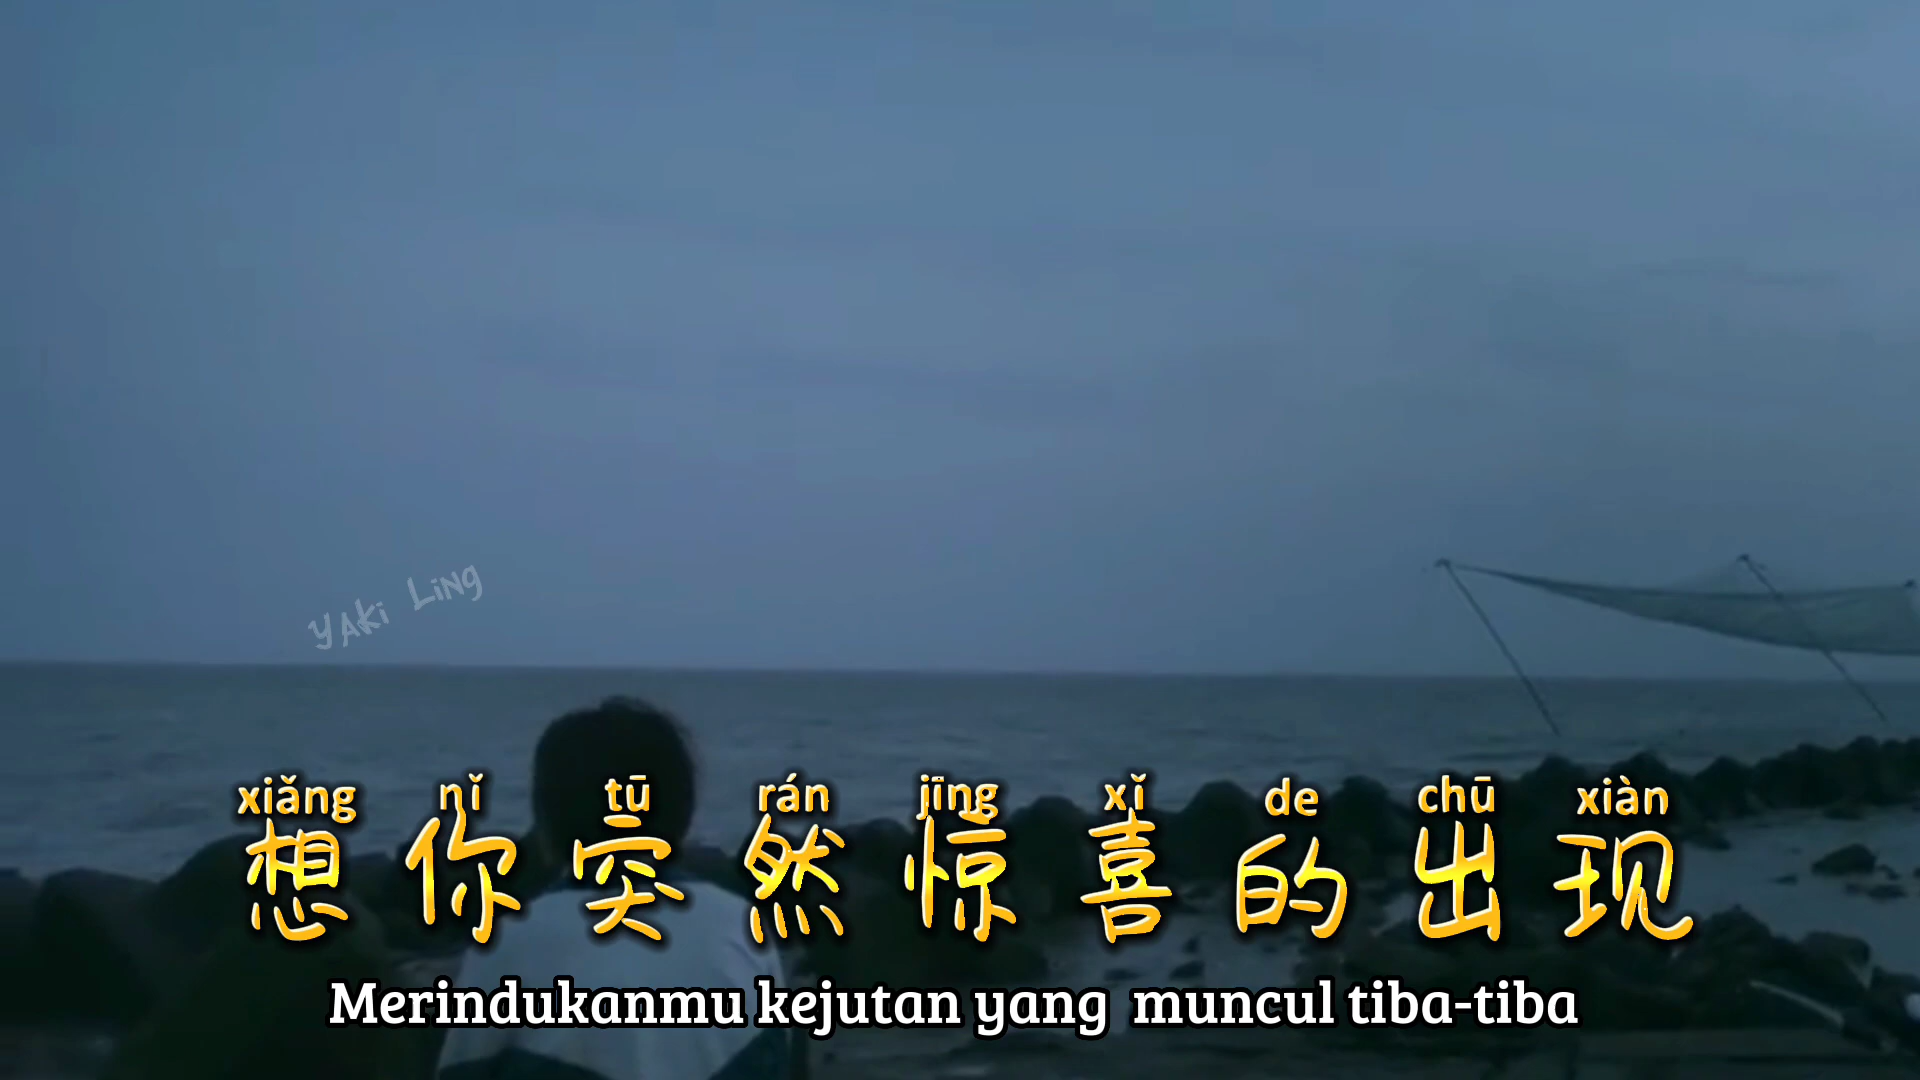 YAKi LiNg
xiǎng nǐ tū rán jīng xǐ de chū xiàn
想你突然惊喜的出现
Merindukanmu kejutan yang muncul tiba-tiba